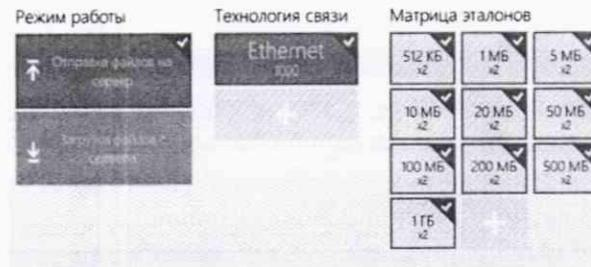 Режим работы
Отправка файлов на
сервер
Загрузка файлов с
сервера
Технология связи
Ethernet
1000
Матрица эталонов
512 КБ
x2
1 МБ
x2
5 МБ
x2
10 МБ
x2
20 МБ
x2
50 МБ
x2
100 МБ
x2
200 МБ
x2
500 МБ
x2
1 ГБ
x2